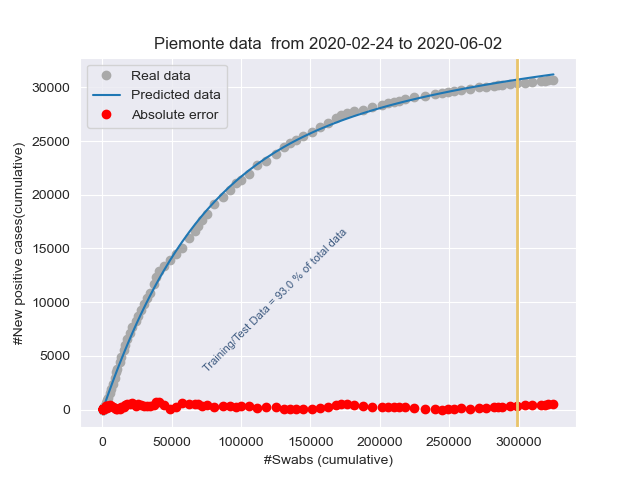 Piemonte data  from 2020-02-24 to 2020-06-02
Real data
Predicted data
Absolute error
#New positive cases(cumulative)
30000
25000
20000
15000
10000
5000
0
Training/Test Data = 93.0 % of total data
0 50000 100000 150000 200000 250000 300000
#Swabs (cumulative)